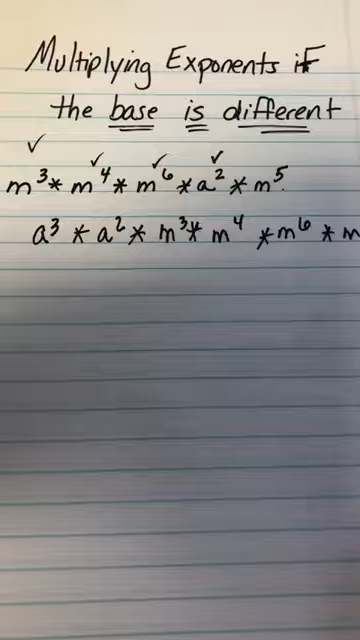 Multiplying Exponents if
the base is different
✓ ✓ ✓ ✓
m³* m⁴ * m⁶ * a² * m⁵.
a³ * a² * m³* m⁴ * m⁶ * m